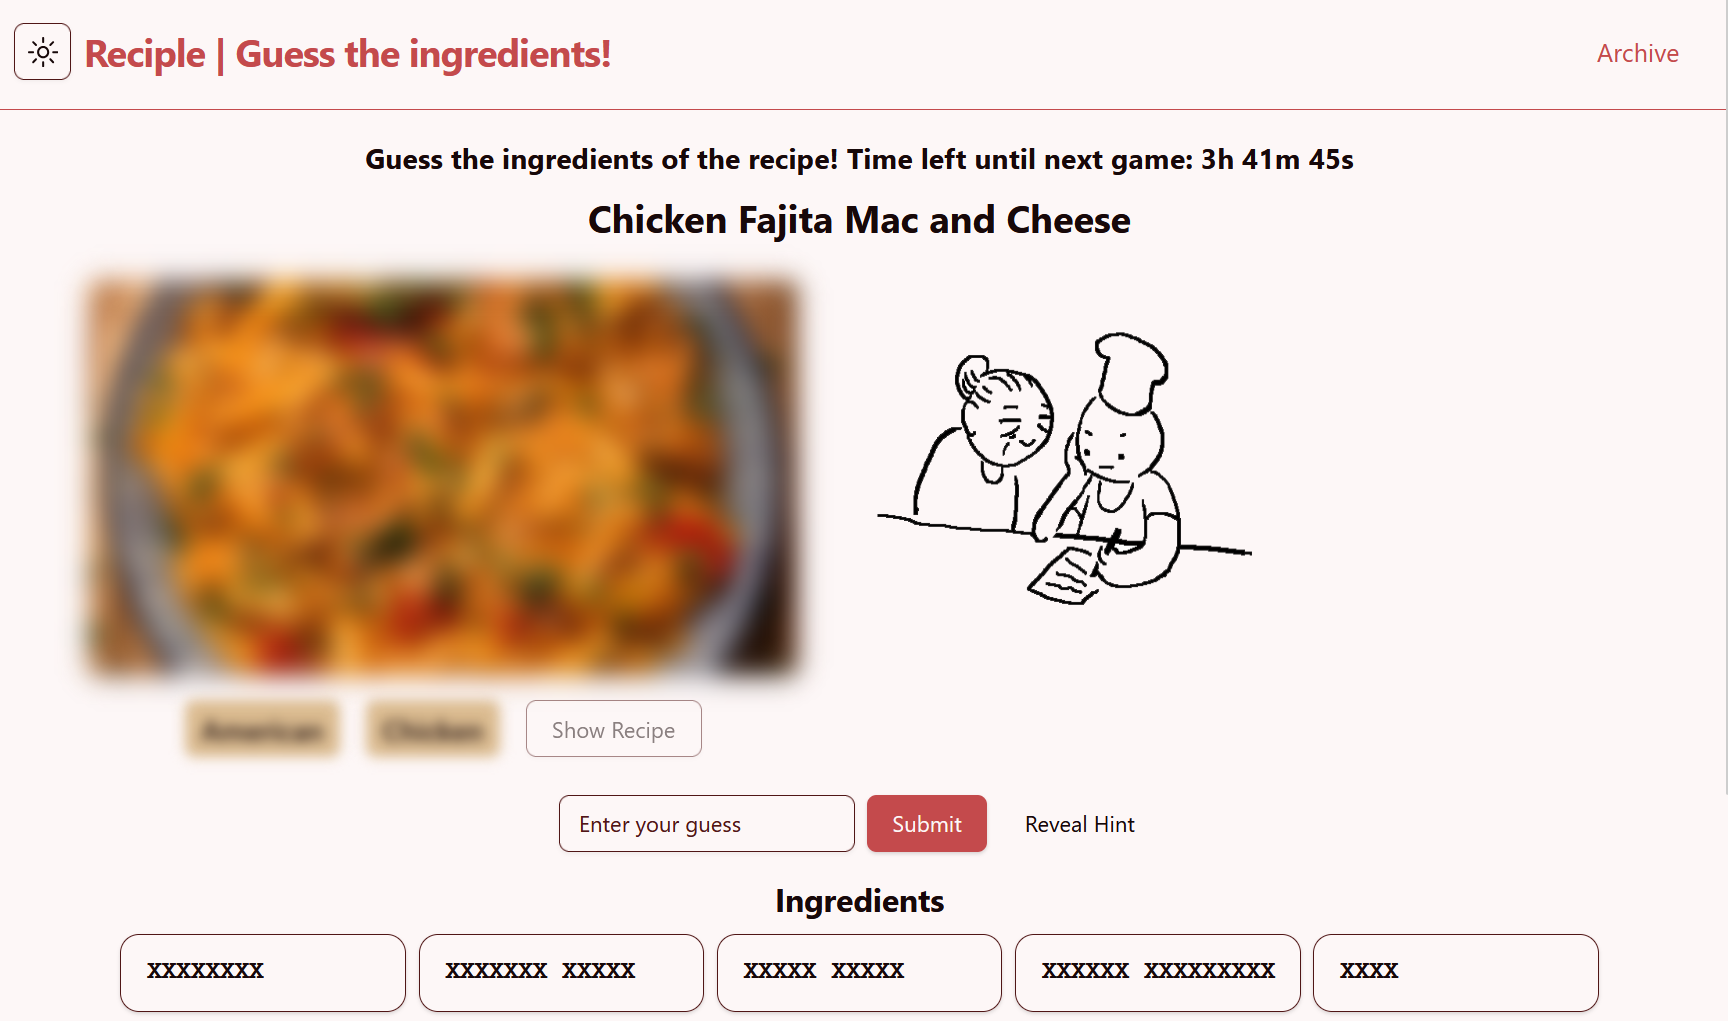 Reciple | Guess the ingredients!
Archive
Guess the ingredients of the recipe! Time left until next game: 3h 41m 45s
Chicken Fajita Mac and Cheese
American Chicken Show Recipe
Enter your guess Submit Reveal Hint
Ingredients
xxxxxxxx xxxxxxx xxxxx xxxxx xxxxx xxxxxx xxxxxxxxx xxxx